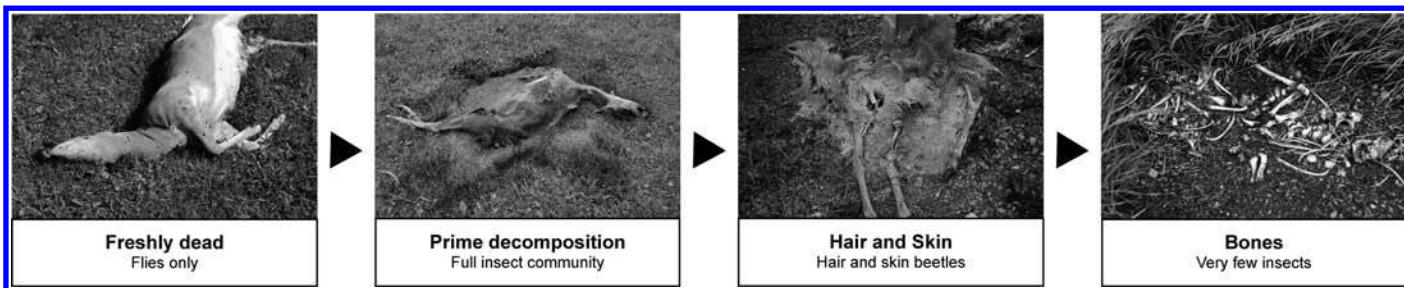 Freshly dead
Flies only
Prime decomposition
Full insect community
Hair and Skin
Hair and skin beetles
Bones
Very few insects